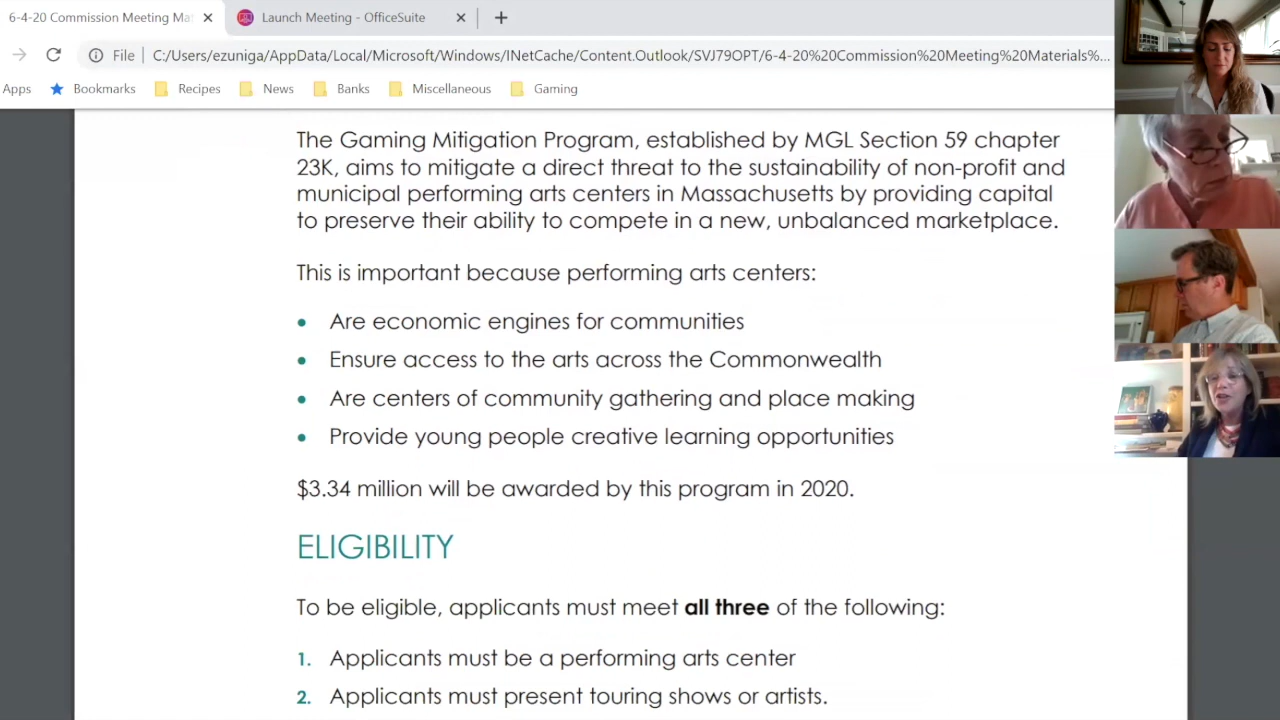 6-4-20 Commission Meeting Ma
Launch Meeting - OfficeSuite
File
C:/Users/ezuniga/AppData/Local/Microsoft/Windows/INetCache/Content.Outlook/SVJ79OPT/6-4-20%20Commission%20Meeting%20Materials%...
Apps
Bookmarks
Recipes
News
Banks
Miscellaneous
Gaming
The Gaming Mitigation Program, established by MGL Section 59 chapter
23K, aims to mitigate a direct threat to the sustainability of non-profit and
municipal performing arts centers in Massachusetts by providing capital
to preserve their ability to compete in a new, unbalanced marketplace.
This is important because performing arts centers:
• Are economic engines for communities
• Ensure access to the arts across the Commonwealth
• Are centers of community gathering and place making
• Provide young people creative learning opportunities
$3.34 million will be awarded by this program in 2020.
ELIGIBILITY
To be eligible, applicants must meet all three of the following:
1. Applicants must be a performing arts center
2. Applicants must present touring shows or artists.